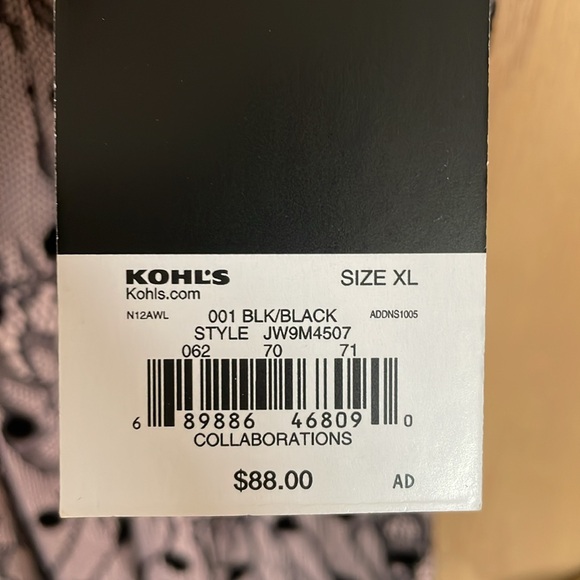 KOHL'S SIZE XL
Kohls.com
N12AWL 001 BLK/BLACK ADDNS1005
STYLE JW9M4507
062 70 71
6 89886 46809 0
COLLABORATIONS
$88.00 AD